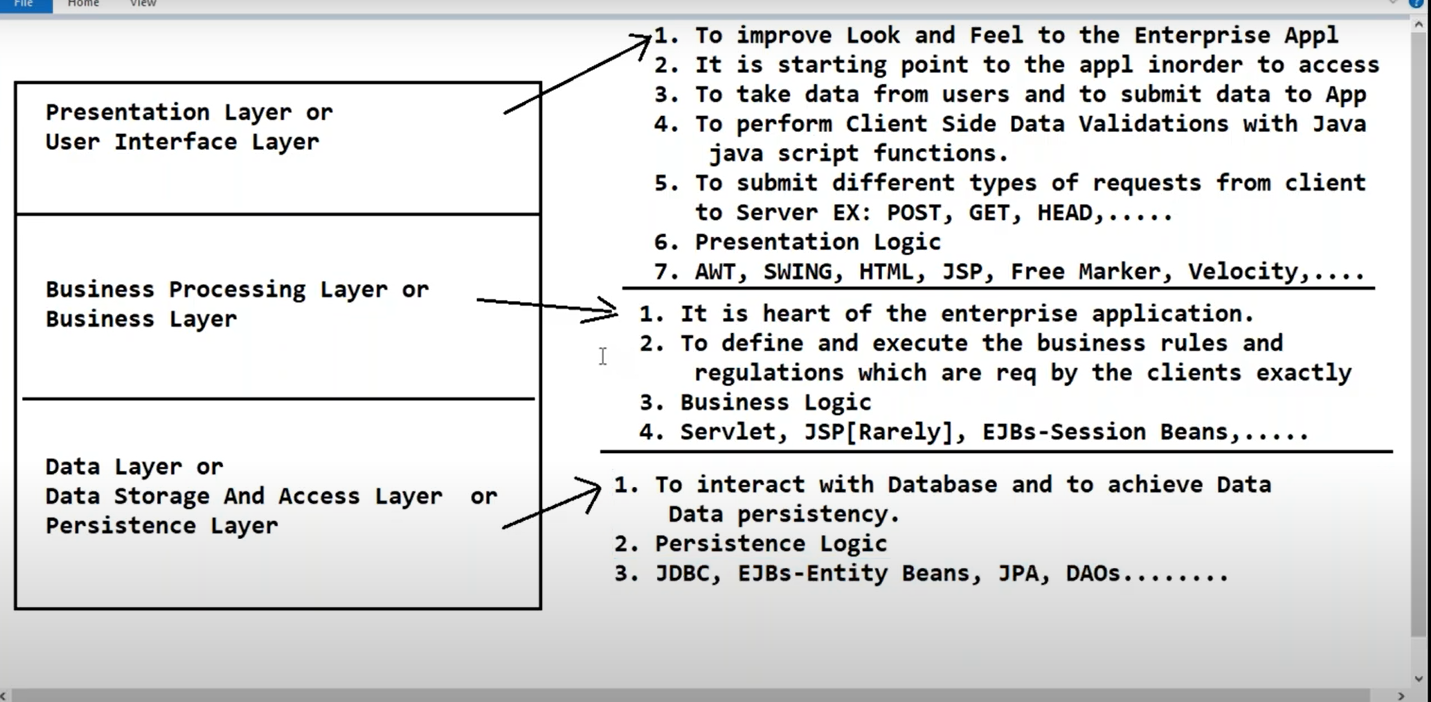 File Home View
Presentation Layer or
User Interface Layer
1. To improve Look and Feel to the Enterprise Appl
2. It is starting point to the appl inorder to access
3. To take data from users and to submit data to App
4. To perform Client Side Data Validations with Java
java script functions.
5. To submit different types of requests from client
to Server EX: POST, GET, HEAD,.....
6. Presentation Logic
7. AWT, SWING, HTML, JSP, Free Marker, Velocity,....
Business Processing Layer or
Business Layer
1. It is heart of the enterprise application.
2. To define and execute the business rules and
regulations which are req by the clients exactly
3. Business Logic
4. Servlet, JSP[Rarely], EJBs-Session Beans,.....
Data Layer or
Data Storage And Access Layer or
Persistence Layer
1. To interact with Database and to achieve Data
Data persistency.
2. Persistence Logic
3. JDBC, EJBs-Entity Beans, JPA, DAOs........